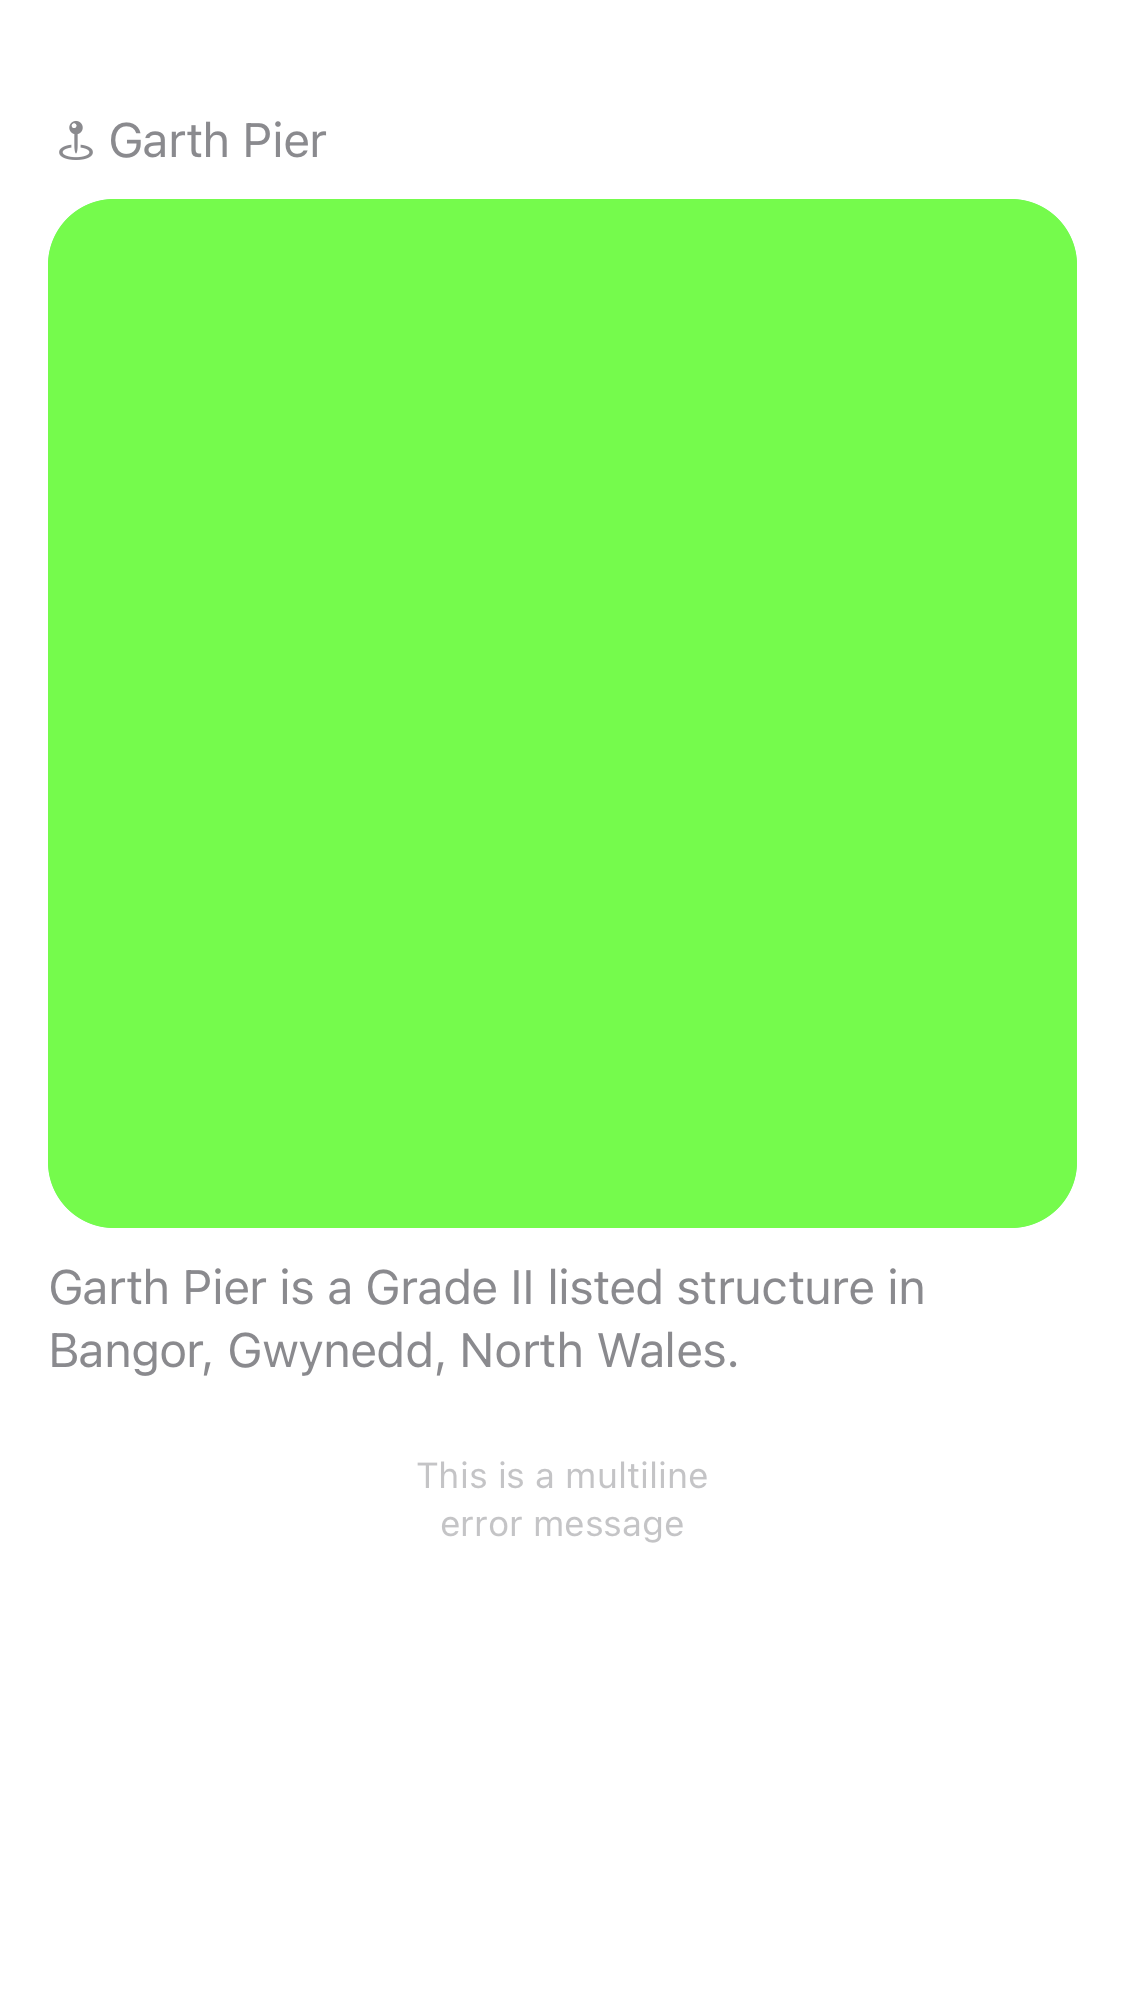 Garth Pier
Garth Pier is a Grade II listed structure in
Bangor, Gwynedd, North Wales.
This is a multiline
error message